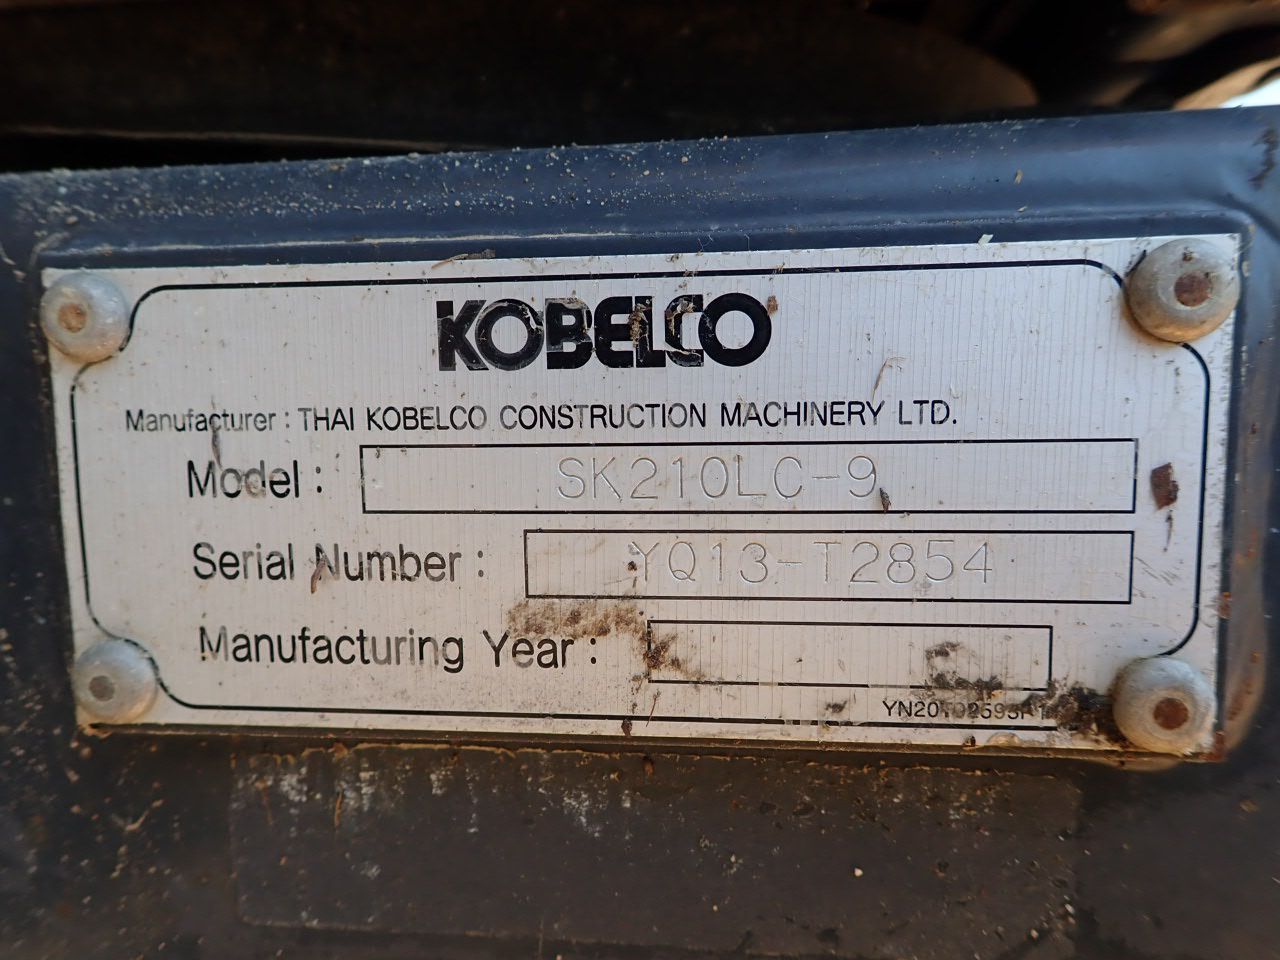 KOBELCO
Manufacturer : THAI KOBELCO CONSTRUCTION MACHINERY LTD.
Model : SK210LC-9
Serial Number : YQ13-T2854
Manufacturing Year :